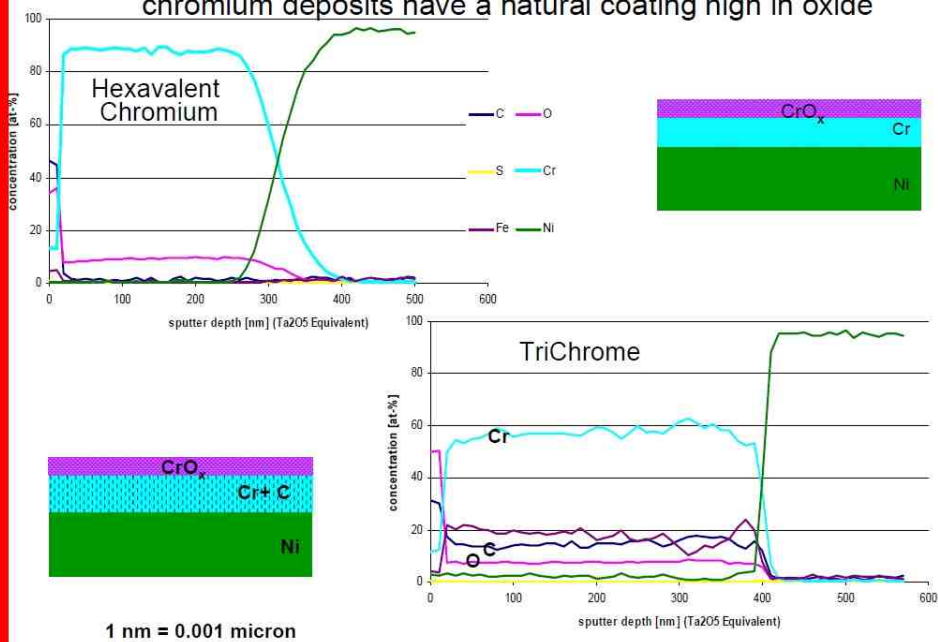 chromium deposits have a natural coating high in oxide
100
80
60
40
20
0
concentration [at-%]
Hexavalent
Chromium
0 100 200 300 400 500 600
sputter depth [nm] (Ta2O5 Equivalent)
C O
S Cr
Fe Ni
CrOx
Cr
Ni
TriChrome
100
80
60
40
20
0
concentration [at-%]
Cr
C
O
0 100 200 300 400 500 600
sputter depth [nm] (Ta2O5 Equivalent)
CrOx
Cr+ C
Ni
1 nm = 0.001 micron